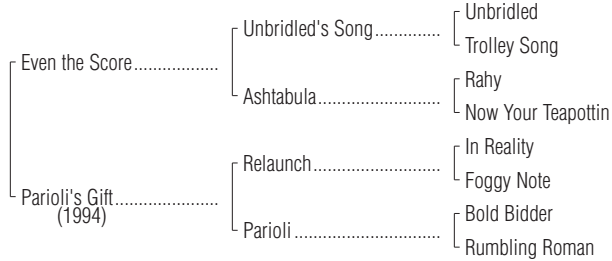 Unbridled
Unbridled's Song..............
Trolley Song
Even the Score..................
Rahy
Ashtabula..........................
Now Your Teapottin
In Reality
Relaunch...........................
Foggy Note
Parioli's Gift......................
(1994)
Bold Bidder
Parioli ...............................
Rumbling Roman